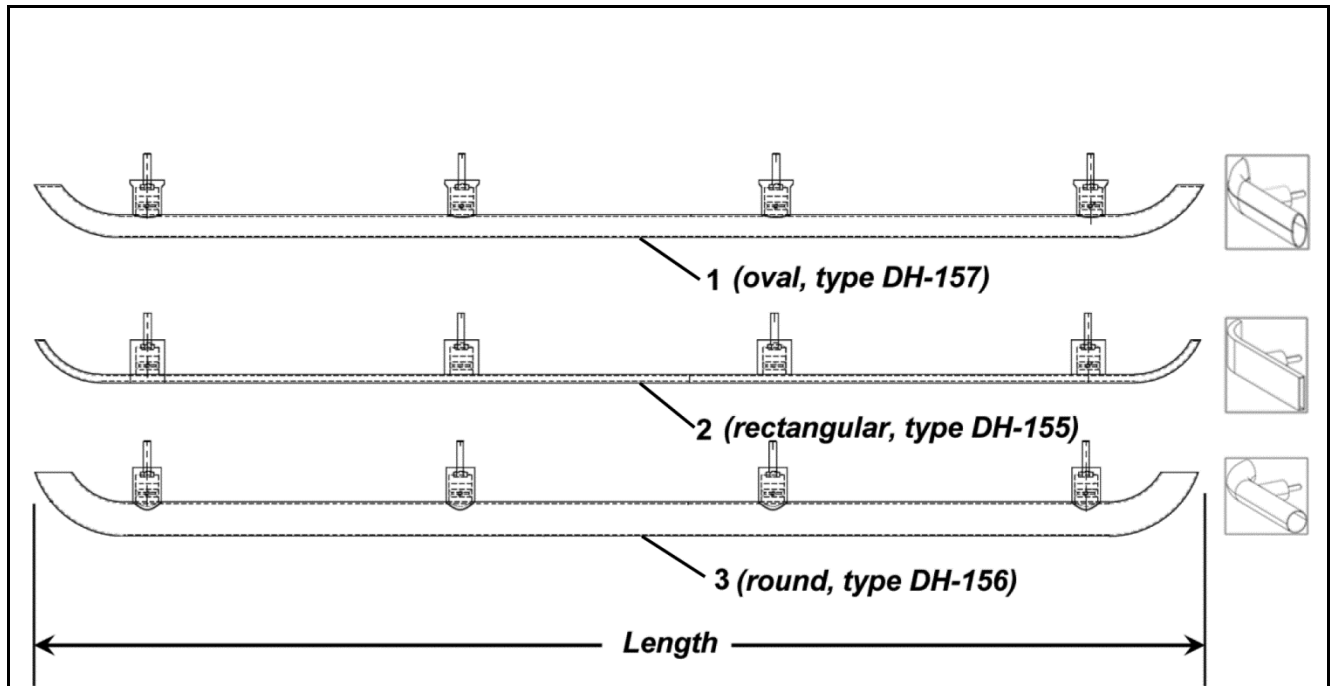 1 (oval, type DH-157)
2 (rectangular, type DH-155)
3 (round, type DH-156)
Length